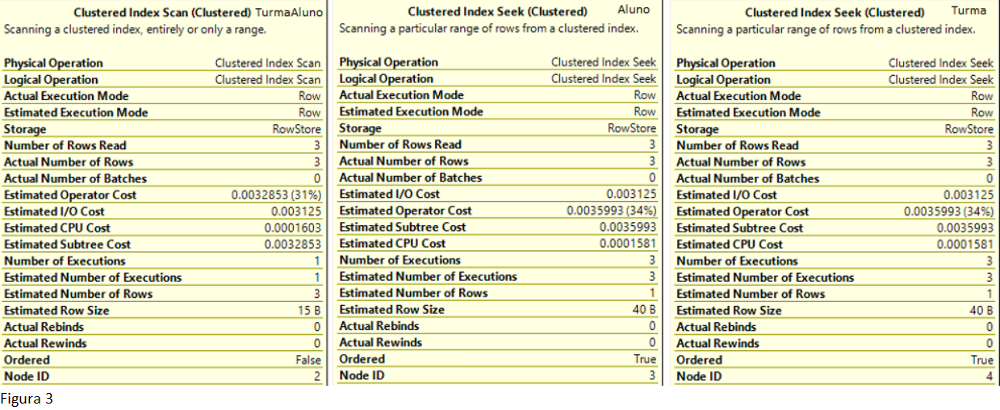 Clustered Index Scan (Clustered) TurmaAluno
Scanning a clustered index, entirely or only a range.
Physical Operation Clustered Index Scan
Logical Operation Clustered Index Scan
Actual Execution Mode Row
Estimated Execution Mode Row
Storage RowStore
Number of Rows Read 3
Actual Number of Rows 3
Actual Number of Batches 0
Estimated Operator Cost 0.0032853 (31%)
Estimated I/O Cost 0.003125
Estimated CPU Cost 0.0001603
Estimated Subtree Cost 0.0032853
Number of Executions 1
Estimated Number of Executions 1
Estimated Number of Rows 3
Estimated Row Size 15 B
Actual Rebinds 0
Actual Rewinds 0
Ordered False
Node ID 2
Clustered Index Seek (Clustered) Aluno
Scanning a particular range of rows from a clustered index.
Physical Operation Clustered Index Seek
Logical Operation Clustered Index Seek
Actual Execution Mode Row
Estimated Execution Mode Row
Storage RowStore
Number of Rows Read 3
Actual Number of Rows 3
Actual Number of Batches 0
Estimated I/O Cost 0.003125
Estimated Operator Cost 0.0035993 (34%)
Estimated Subtree Cost 0.0035993
Estimated CPU Cost 0.0001581
Number of Executions 3
Estimated Number of Executions 3
Estimated Number of Rows 1
Estimated Row Size 40 B
Actual Rebinds 0
Actual Rewinds 0
Ordered True
Node ID 3
Clustered Index Seek (Clustered) Turma
Scanning a particular range of rows from a clustered index.
Physical Operation Clustered Index Seek
Logical Operation Clustered Index Seek
Actual Execution Mode Row
Estimated Execution Mode Row
Storage RowStore
Number of Rows Read 3
Actual Number of Rows 3
Actual Number of Batches 0
Estimated I/O Cost 0.003125
Estimated Operator Cost 0.0035993 (34%)
Estimated Subtree Cost 0.0035993
Estimated CPU Cost 0.0001581
Number of Executions 3
Estimated Number of Executions 3
Estimated Number of Rows 1
Estimated Row Size 40 B
Actual Rebinds 0
Actual Rewinds 0
Ordered True
Node ID 4
Figura 3